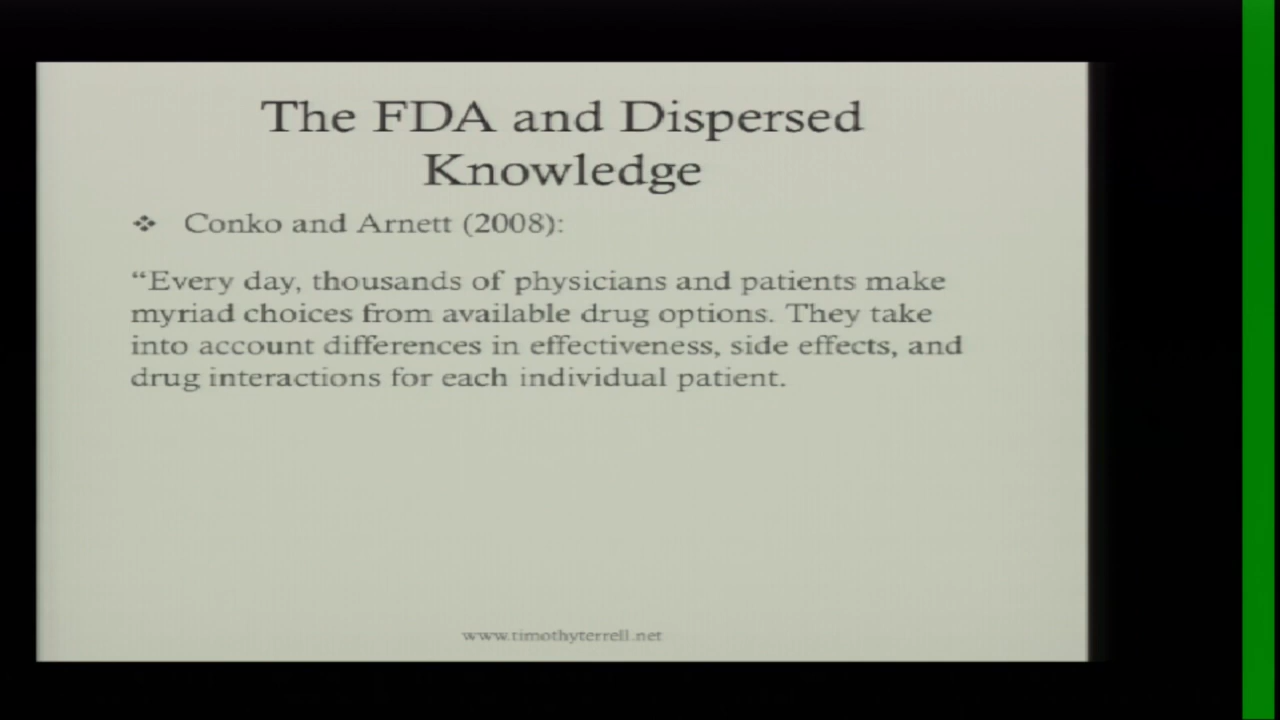 The FDA and Dispersed
Knowledge
❖ Conko and Arnett (2008):
“Every day, thousands of physicians and patients make
myriad choices from available drug options. They take
into account differences in effectiveness, side effects, and
drug interactions for each individual patient.
www.timothyterrell.net